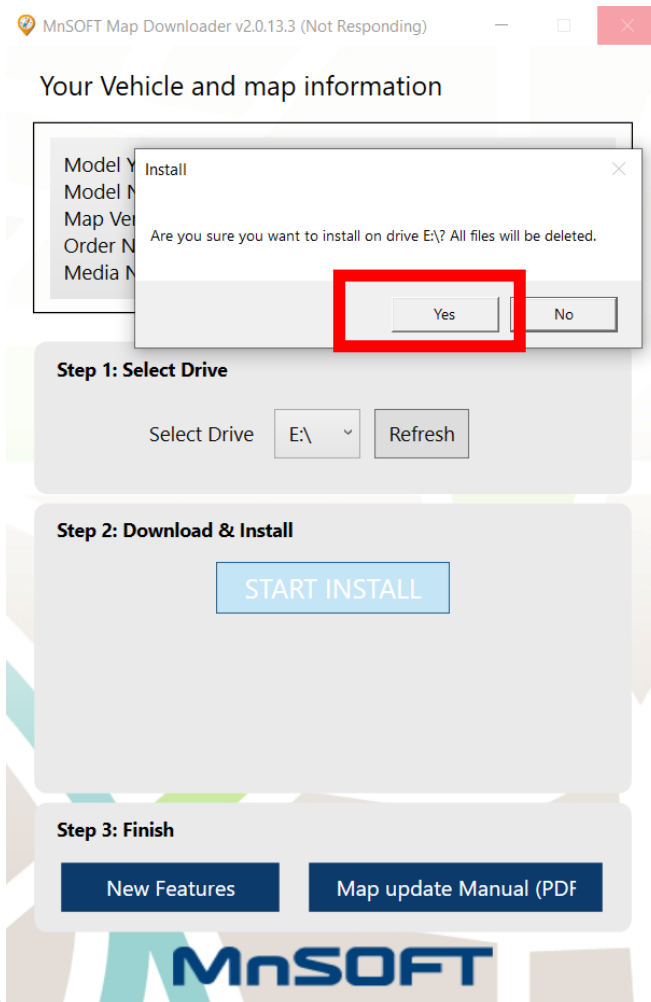 MnSOFT Map Downloader v2.0.13.3 (Not Responding)
Your Vehicle and map information
Model Y
Model N
Map Ver
Order N
Media N
Install
Are you sure you want to install on drive E:\? All files will be deleted.
Yes
No
Step 1: Select Drive
Select Drive
E:\
Refresh
Step 2: Download & Install
START INSTALL
Step 3: Finish
New Features
Map update Manual (PDF
MnSOFT